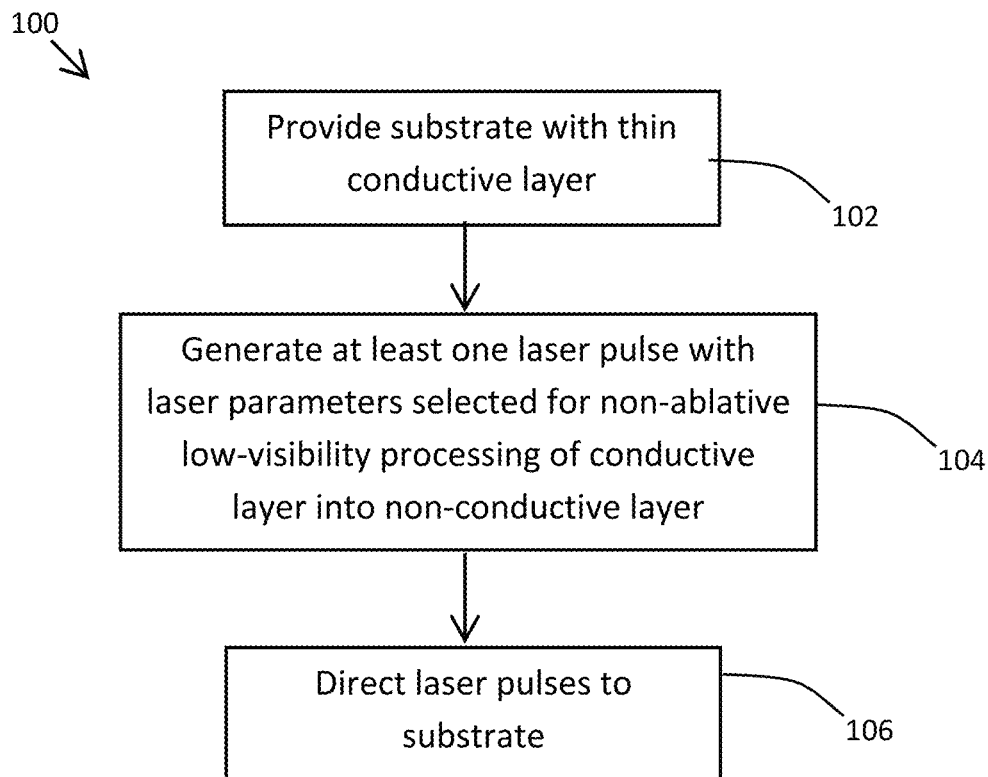 100
Provide substrate with thin
conductive layer
102
Generate at least one laser pulse with
laser parameters selected for non-ablative
low-visibility processing of conductive
layer into non-conductive layer
104
Direct laser pulses to
substrate
106